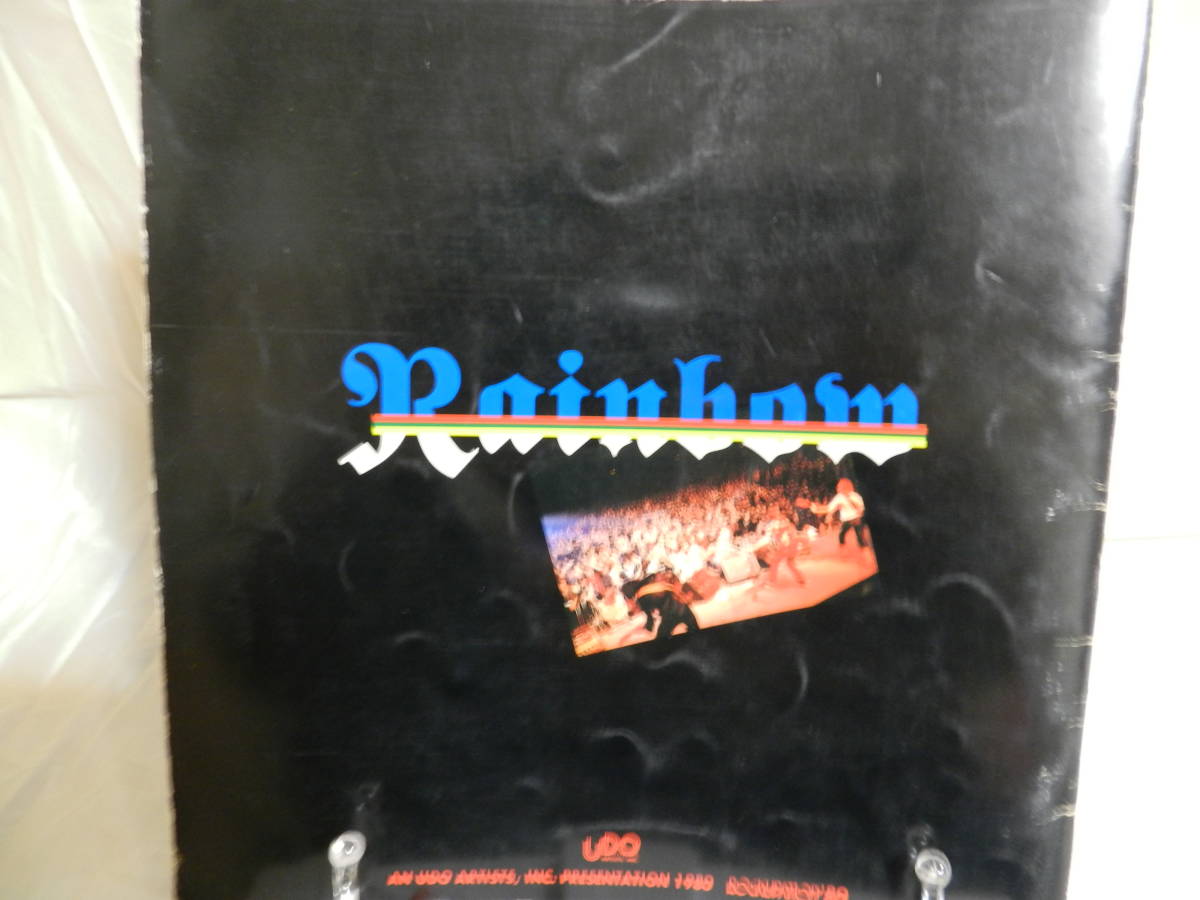 Rainbow
UDO
AN UDO ARTISTS, INC. PRESENTATION 1980